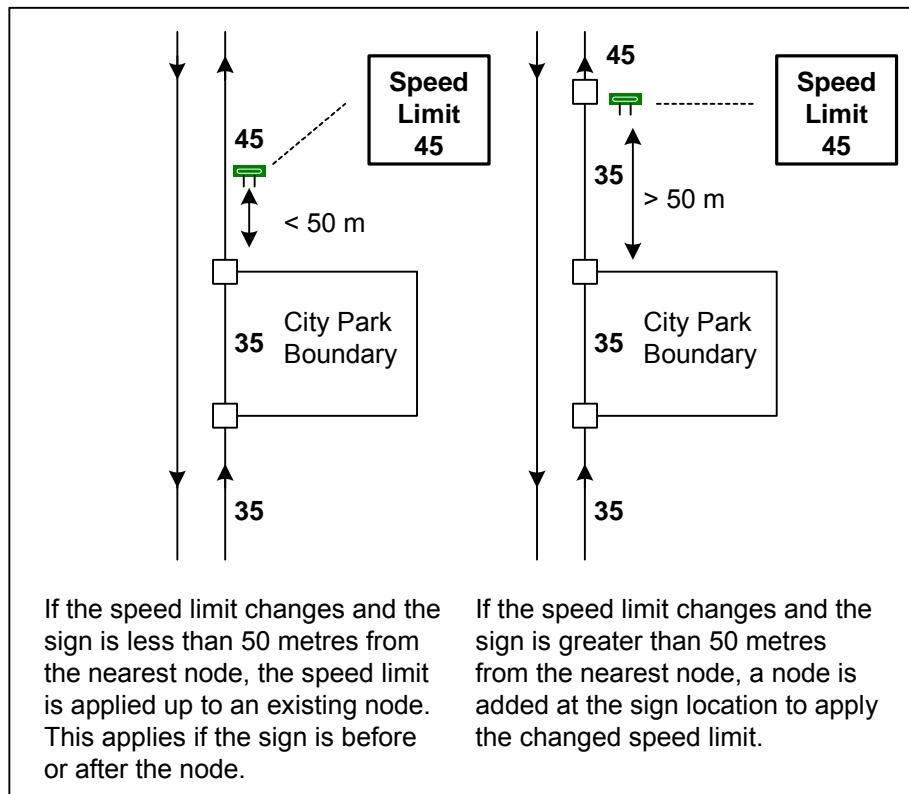 45
Speed
Limit
45
< 50 m
35
City Park
Boundary
35
If the speed limit changes and the
sign is less than 50 metres from
the nearest node, the speed limit
is applied up to an existing node.
This applies if the sign is before
or after the node.
45
Speed
Limit
45
35
> 50 m
35
City Park
Boundary
35
If the speed limit changes and the
sign is greater than 50 metres
from the nearest node, a node is
added at the sign location to apply
the changed speed limit.